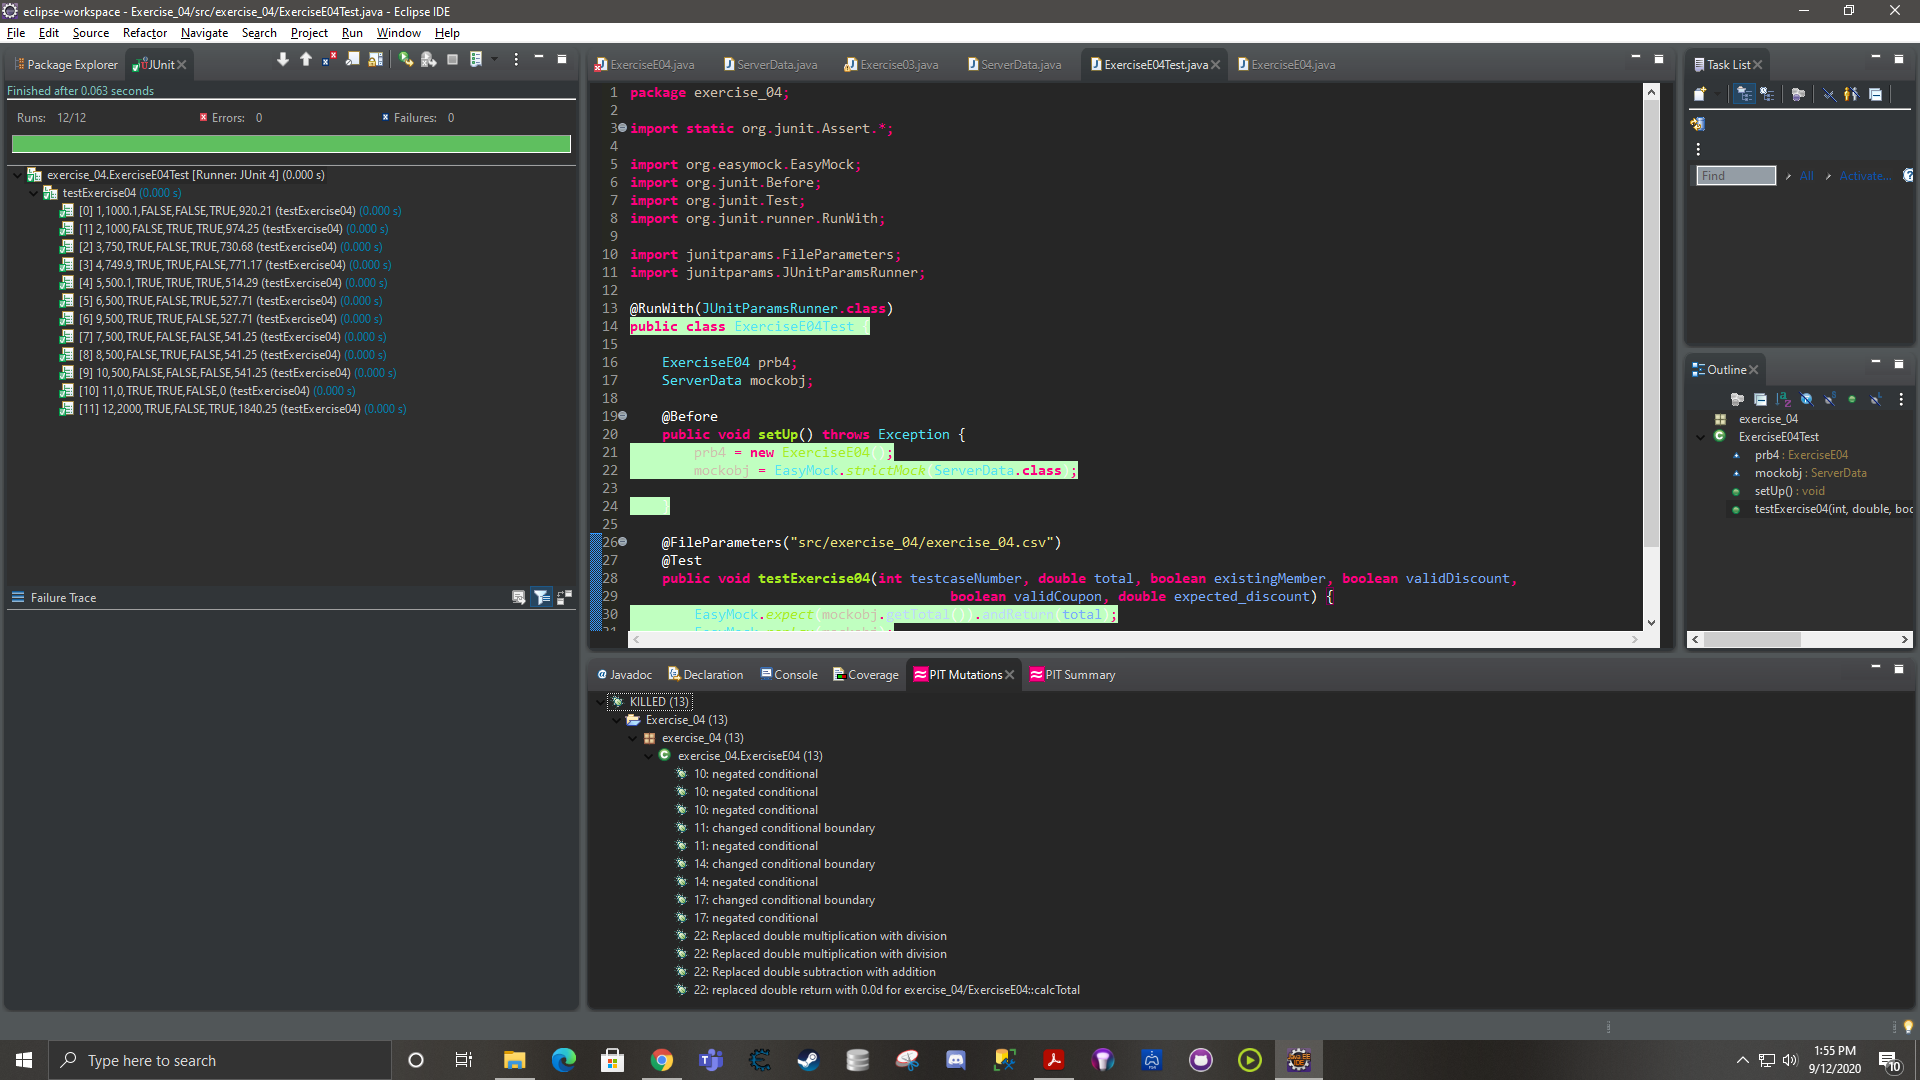 eclipse-workspace - Exercise_04/src/exercise_04/ExerciseE04Test.java - Eclipse IDE
File Edit Source Refactor Navigate Search Project Run Window Help
Package Explorer JUnit
Finished after 0.063 seconds
Runs: 12/12 Errors: 0 Failures: 0
exercise_04.ExerciseE04Test [Runner: JUnit 4] (0.000 s)
testExercise04 (0.000 s)
[0] 1,1000.1,FALSE,FALSE,TRUE,920.21 (testExercise04) (0.000 s)
[1] 2,1000,FALSE,TRUE,TRUE,974.25 (testExercise04) (0.000 s)
[2] 3,750,TRUE,FALSE,TRUE,730.68 (testExercise04) (0.000 s)
[3] 4,749.9,TRUE,TRUE,FALSE,771.17 (testExercise04) (0.000 s)
[4] 5,500.1,TRUE,TRUE,TRUE,514.29 (testExercise04) (0.000 s)
[5] 6,500,TRUE,FALSE,TRUE,527.71 (testExercise04) (0.000 s)
[6] 9,500,TRUE,TRUE,FALSE,527.71 (testExercise04) (0.000 s)
[7] 7,500,TRUE,FALSE,FALSE,541.25 (testExercise04) (0.000 s)
[8] 8,500,FALSE,TRUE,FALSE,541.25 (testExercise04) (0.000 s)
[9] 10,500,FALSE,FALSE,FALSE,541.25 (testExercise04) (0.000 s)
[10] 11,0,TRUE,TRUE,FALSE,0 (testExercise04) (0.000 s)
[11] 12,2000,TRUE,FALSE,TRUE,1840.25 (testExercise04) (0.000 s)
Failure Trace
ExerciseE04.java ServerData.java Exercise03.java ServerData.java ExerciseE04Test.java ExerciseE04.java
1 package exercise_04;
2
3 import static org.junit.Assert.*;
4
5 import org.easymock.EasyMock;
6 import org.junit.Before;
7 import org.junit.Test;
8 import org.junit.runner.RunWith;
9
10 import junitparams.FileParameters;
11 import junitparams.JUnitParamsRunner;
12
13 @RunWith(JUnitParamsRunner.class)
14 public class ExerciseE04Test {
15
16 ExerciseE04 prb4;
17 ServerData mockobj;
18
19 @Before
20 public void setUp() throws Exception {
21 prb4 = new ExerciseE04();
22 mockobj = EasyMock.strictMock(ServerData.class);
23
24 }
25
26 @FileParameters("src/exercise_04/exercise_04.csv")
27 @Test
28 public void testExercise04(int testcaseNumber, double total, boolean existingMember, boolean validDiscount,
29 boolean validCoupon, double expected_discount) {
30 EasyMock.expect(mockobj.getTotal()).andReturn(total);
Task List
Find All Activate...
Outline
exercise_04
ExerciseE04Test
prb4 : ExerciseE04
mockobj : ServerData
setUp() : void
testExercise04(int, double, boo
Javadoc Declaration Console Coverage PIT Mutations PIT Summary
KILLED (13)
Exercise_04 (13)
exercise_04 (13)
exercise_04.ExerciseE04 (13)
10: negated conditional
10: negated conditional
10: negated conditional
11: changed conditional boundary
11: negated conditional
14: changed conditional boundary
14: negated conditional
17: changed conditional boundary
17: negated conditional
22: Replaced double multiplication with division
22: Replaced double multiplication with division
22: Replaced double subtraction with addition
22: replaced double return with 0.0d for exercise_04/ExerciseE04::calcTotal
Type here to search
1:55 PM
9/12/2020
10